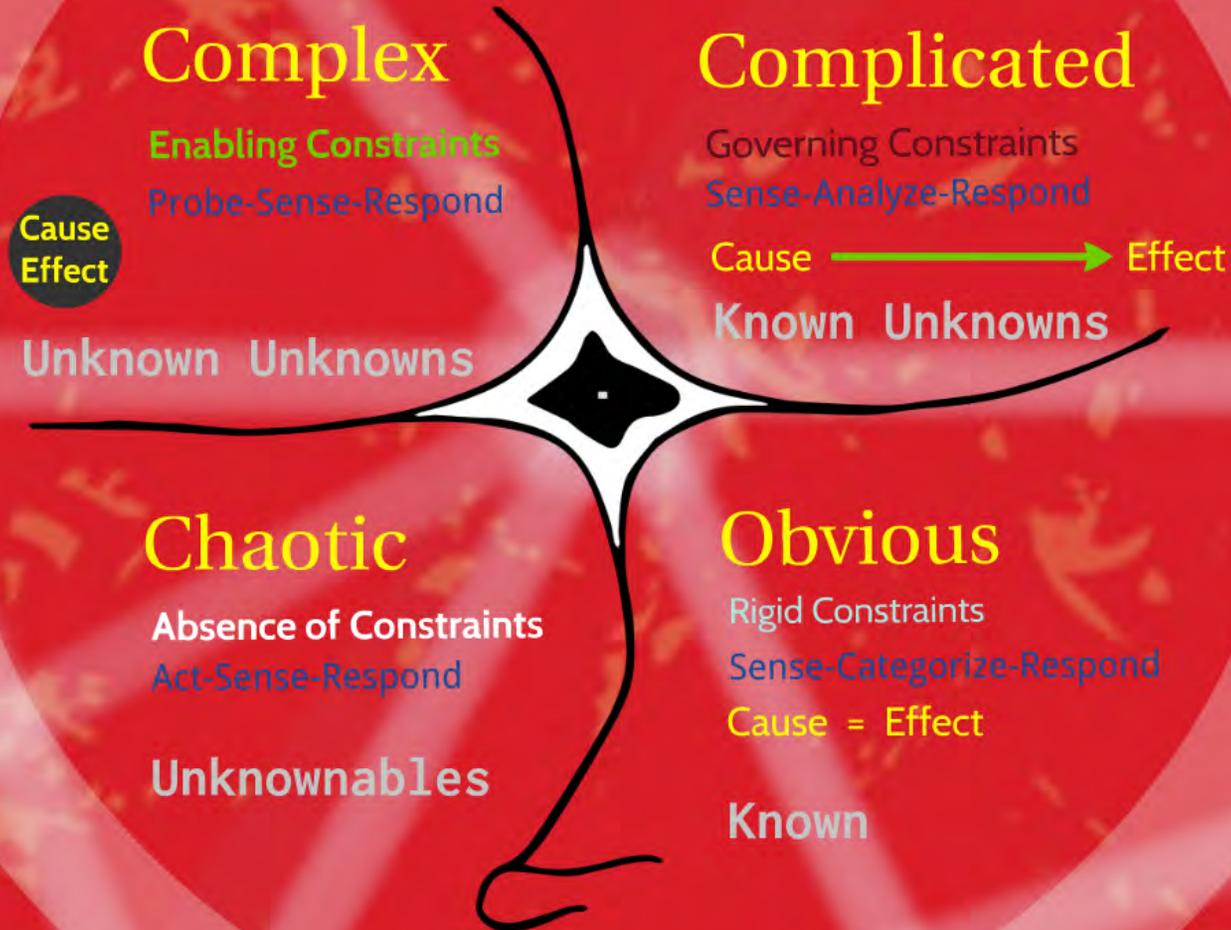 Complex
Enabling Constraints
Probe-Sense-Respond
Cause
Effect
Unknown Unknowns
Complicated
Governing Constraints
Sense-Analyze-Respond
Cause Effect
Known Unknowns
Chaotic
Absence of Constraints
Act-Sense-Respond
Unknownables
Obvious
Rigid Constraints
Sense-Categorize-Respond
Cause = Effect
Known